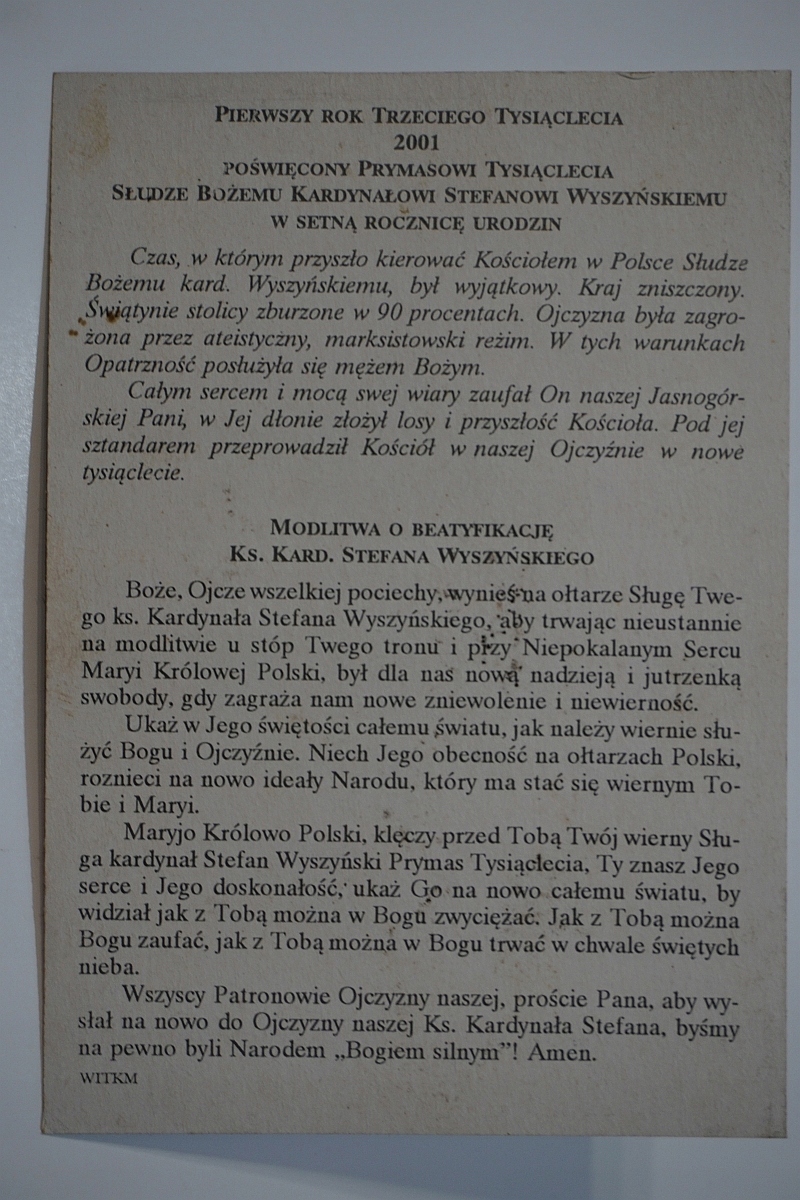 PIERWSZY ROK TRZECIEGO TYSIĄCLECIA
2001
POŚWIĘCONY PRYMASOWI TYSIĄCLECIA
SŁUDZE BOŻEMU KARDYNAŁOWI STEFANOWI WYSZYŃSKIEMU
W SETNĄ ROCZNICĘ URODZIN
Czas, w którym przyszło kierować Kościołem w Polsce Słudze
Bożemu kard. Wyszyńskiemu, był wyjątkowy. Kraj zniszczony.
Świątynie stolicy zburzone w 90 procentach. Ojczyzna była zagro-
żona przez ateistyczny, marksistowski reżim. W tych warunkach
Opatrzność posłużyła się mężem Bożym.
Całym sercem i mocą swej wiary zaufał On naszej Jasnogór-
skiej Pani, w Jej dłonie złożył losy i przyszłość Kościoła. Pod jej
sztandarem przeprowadził Kościół w naszej Ojczyźnie w nowe
tysiąclecie.
MODLITWA O BEATYFIKACJĘ
KS. KARD. STEFANA WYSZYŃSKIEGO
Boże, Ojcze wszelkiej pociechy, wynieś na ołtarze Sługę Twe-
go ks. Kardynała Stefana Wyszyńskiego, aby trwając nieustannie
na modlitwie u stóp Twego tronu i przy Niepokalanym Sercu
Maryi Królowej Polski, był dla nas nową nadzieją i jutrzenką
swobody, gdy zagraża nam nowe zniewolenie i niewierność.
Ukaż w Jego świętości całemu światu, jak należy wiernie słu-
żyć Bogu i Ojczyźnie. Niech Jego obecność na ołtarzach Polski,
roznieci na nowo ideały Narodu, który ma stać się wiernym To-
bie i Maryi.
Maryjo Królowo Polski, klęczy przed Tobą Twój wierny Słu-
ga kardynał Stefan Wyszyński Prymas Tysiąclecia, Ty znasz Jego
serce i Jego doskonałość, ukaż Go na nowo całemu światu, by
widział jak z Tobą można w Bogu zwyciężać. Jak z Tobą można
Bogu zaufać, jak z Tobą można w Bogu trwać w chwale świętych
nieba.
Wszyscy Patronowie Ojczyzny naszej, proście Pana, aby wy-
słał na nowo do Ojczyzny naszej Ks. Kardynała Stefana, byśmy
na pewno byli Narodem „Bogiem silnym”! Amen.
WITKM